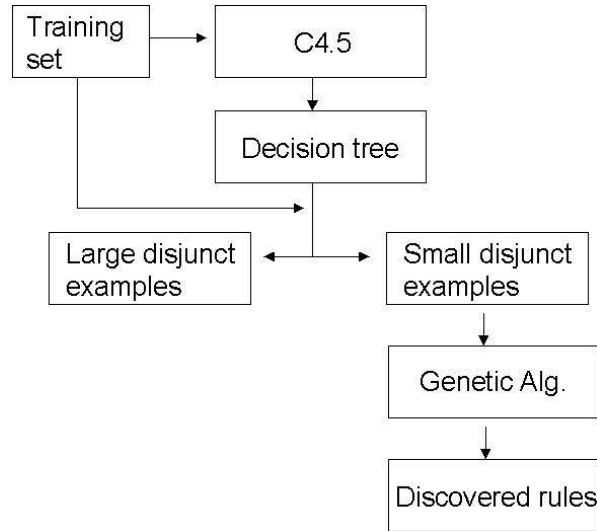 Training
set
C4.5
Decision tree
Large disjunct
examples
Small disjunct
examples
Genetic Alg.
Discovered rules